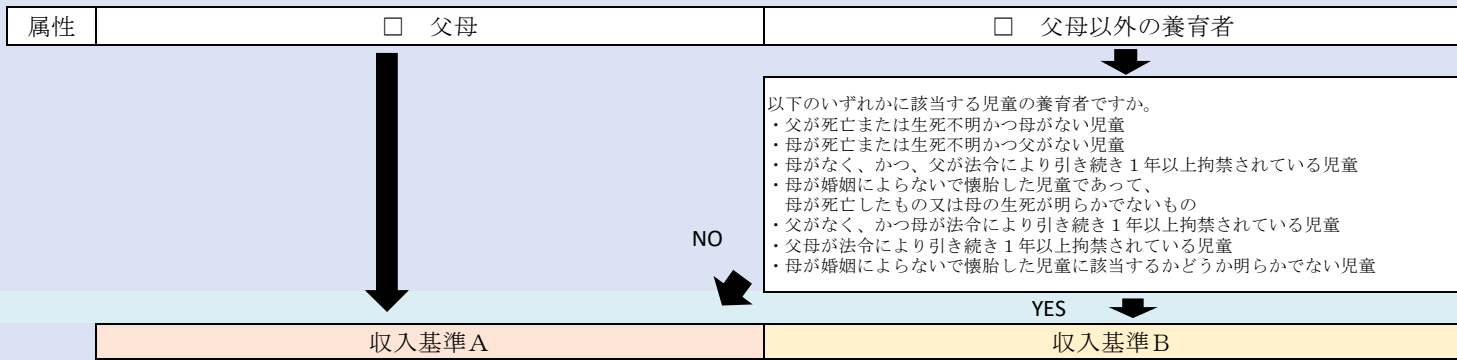 属性 □ 父母 □ 父母以外の養育者
以下のいずれかに該当する児童の養育者ですか。
・父が死亡または生死不明かつ母がない児童
・母が死亡または生死不明かつ父がない児童
・母がなく、かつ、父が法令により引き続き１年以上拘禁されている児童
・母が婚姻によらないで懐胎した児童であって、
母が死亡したもの又は母の生死が明らかでないもの
・父がなく、かつ母が法令により引き続き１年以上拘禁されている児童
・父母が法令により引き続き１年以上拘禁されている児童
・母が婚姻によらないで懐胎した児童に該当するかどうか明らかでない児童
NO
YES
収入基準Ａ 収入基準Ｂ